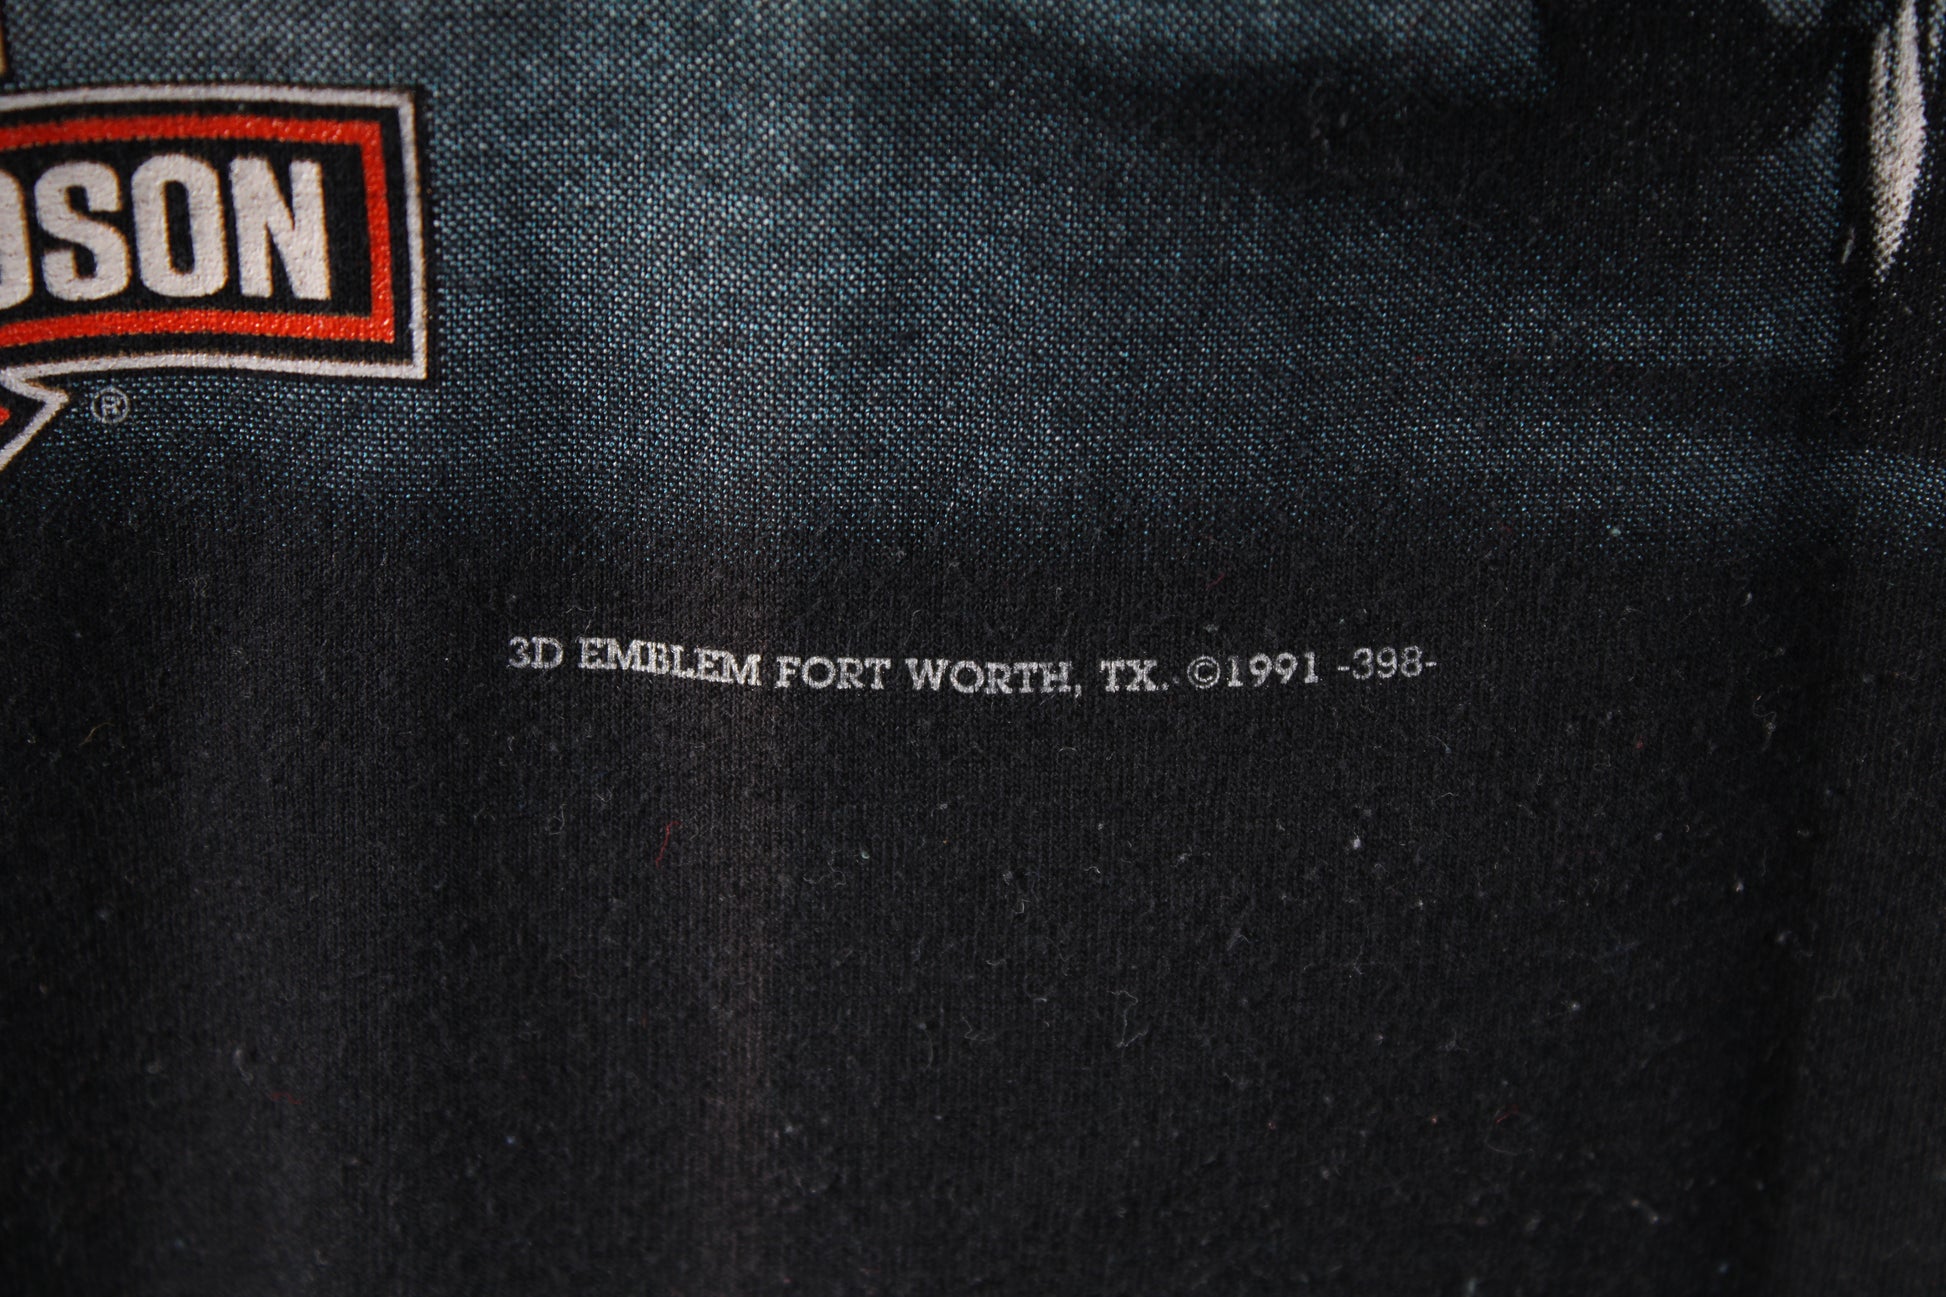 DSON
®
3D EMBLEM FORT WORTH, TX. ©1991 -398-